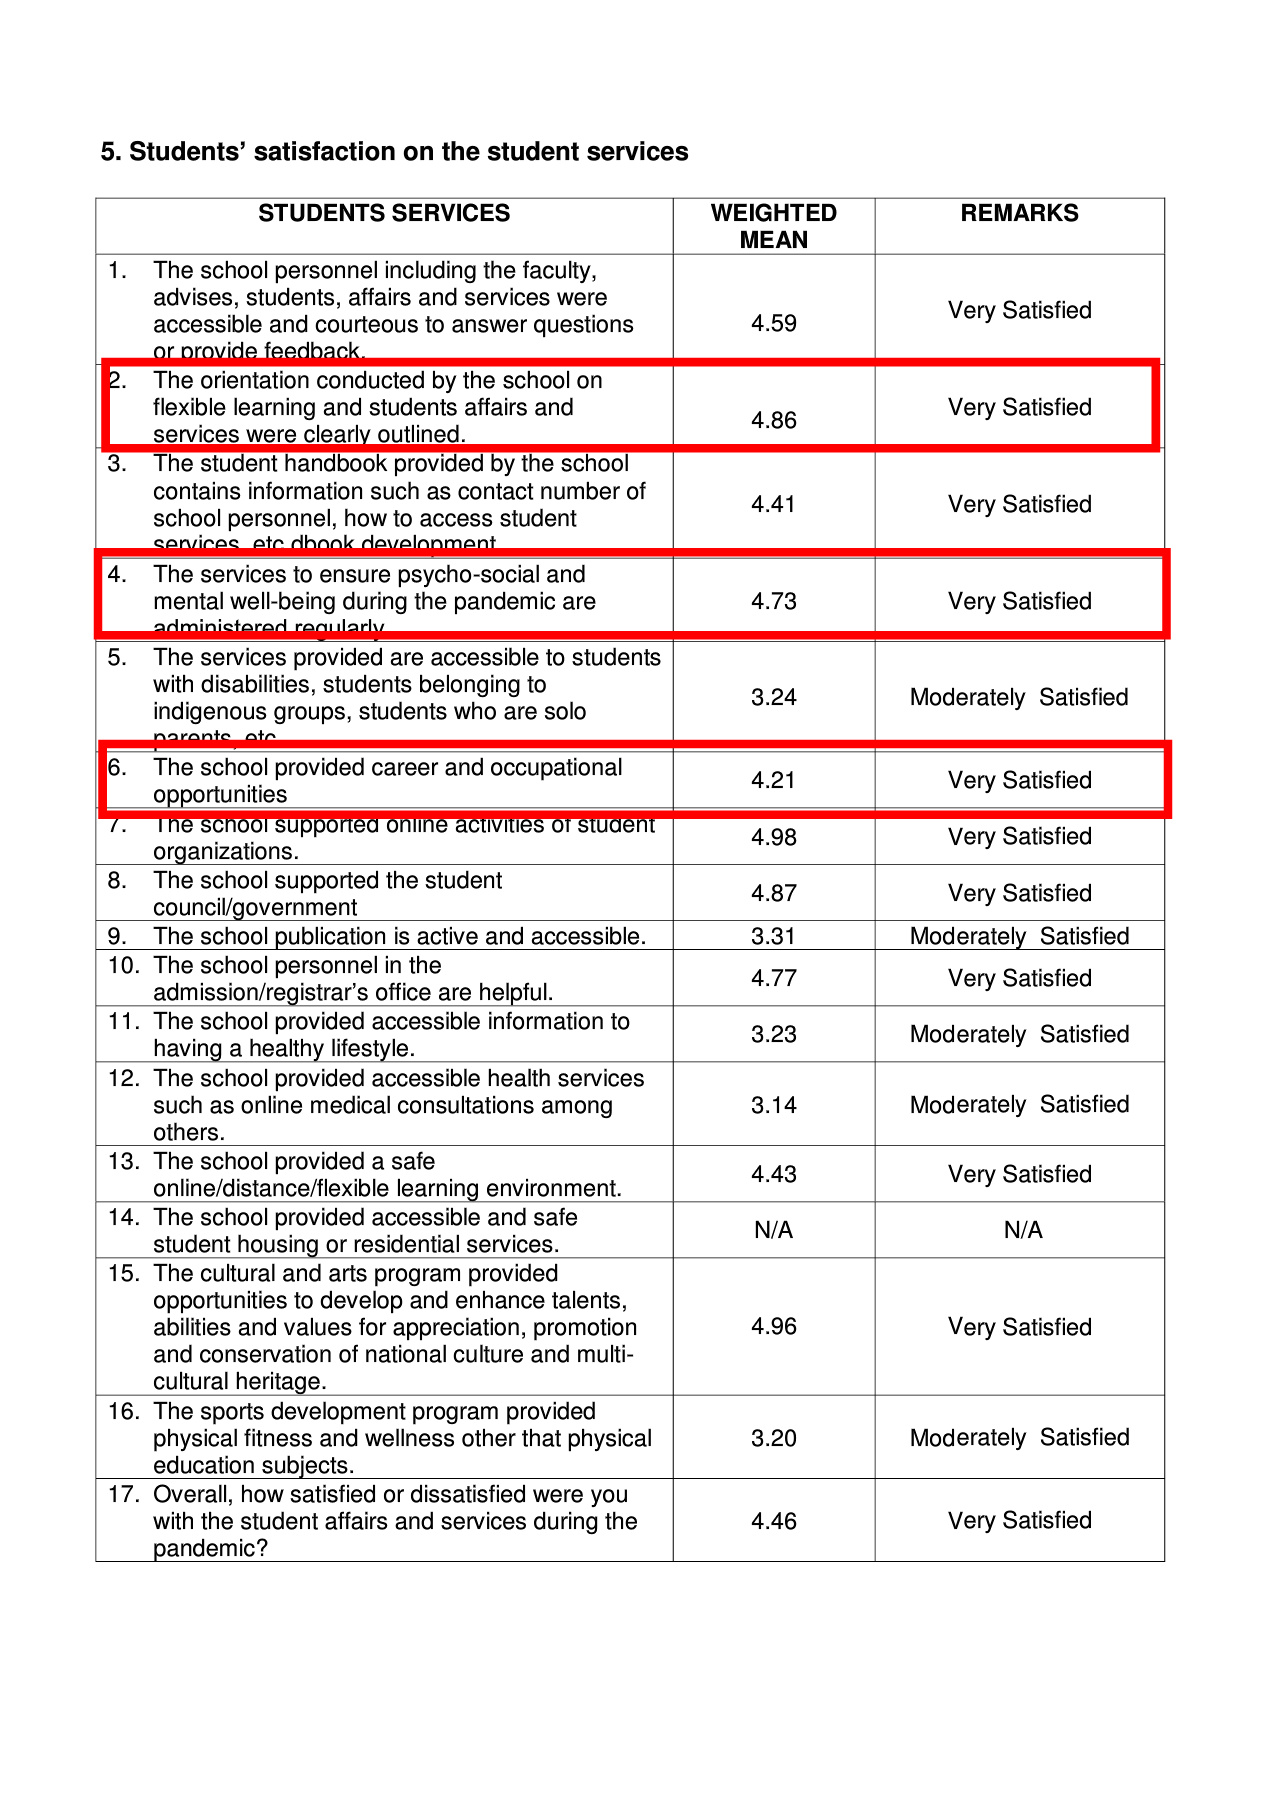 5. Students’ satisfaction on the student services
STUDENTS SERVICES
WEIGHTED
MEAN
REMARKS
1. The school personnel including the faculty,
advises, students, affairs and services were
accessible and courteous to answer questions
or provide feedback.
4.59
Very Satisfied
2. The orientation conducted by the school on
flexible learning and students affairs and
services were clearly outlined.
4.86
Very Satisfied
3. The student handbook provided by the school
contains information such as contact number of
school personnel, how to access student
services, etc.dbook development
4.41
Very Satisfied
4. The services to ensure psycho-social and
mental well-being during the pandemic are
administered regularly
4.73
Very Satisfied
5. The services provided are accessible to students
with disabilities, students belonging to
indigenous groups, students who are solo
parents, etc
3.24
Moderately Satisfied
6. The school provided career and occupational
opportunities
4.21
Very Satisfied
7. The school supported online activities of student
organizations.
4.98
Very Satisfied
8. The school supported the student
council/government
4.87
Very Satisfied
9. The school publication is active and accessible.
3.31
Moderately Satisfied
10. The school personnel in the
admission/registrar’s office are helpful.
4.77
Very Satisfied
11. The school provided accessible information to
having a healthy lifestyle.
3.23
Moderately Satisfied
12. The school provided accessible health services
such as online medical consultations among
others.
3.14
Moderately Satisfied
13. The school provided a safe
online/distance/flexible learning environment.
4.43
Very Satisfied
14. The school provided accessible and safe
student housing or residential services.
N/A
N/A
15. The cultural and arts program provided
opportunities to develop and enhance talents,
abilities and values for appreciation, promotion
and conservation of national culture and multi-
cultural heritage.
4.96
Very Satisfied
16. The sports development program provided
physical fitness and wellness other that physical
education subjects.
3.20
Moderately Satisfied
17. Overall, how satisfied or dissatisfied were you
with the student affairs and services during the
pandemic?
4.46
Very Satisfied